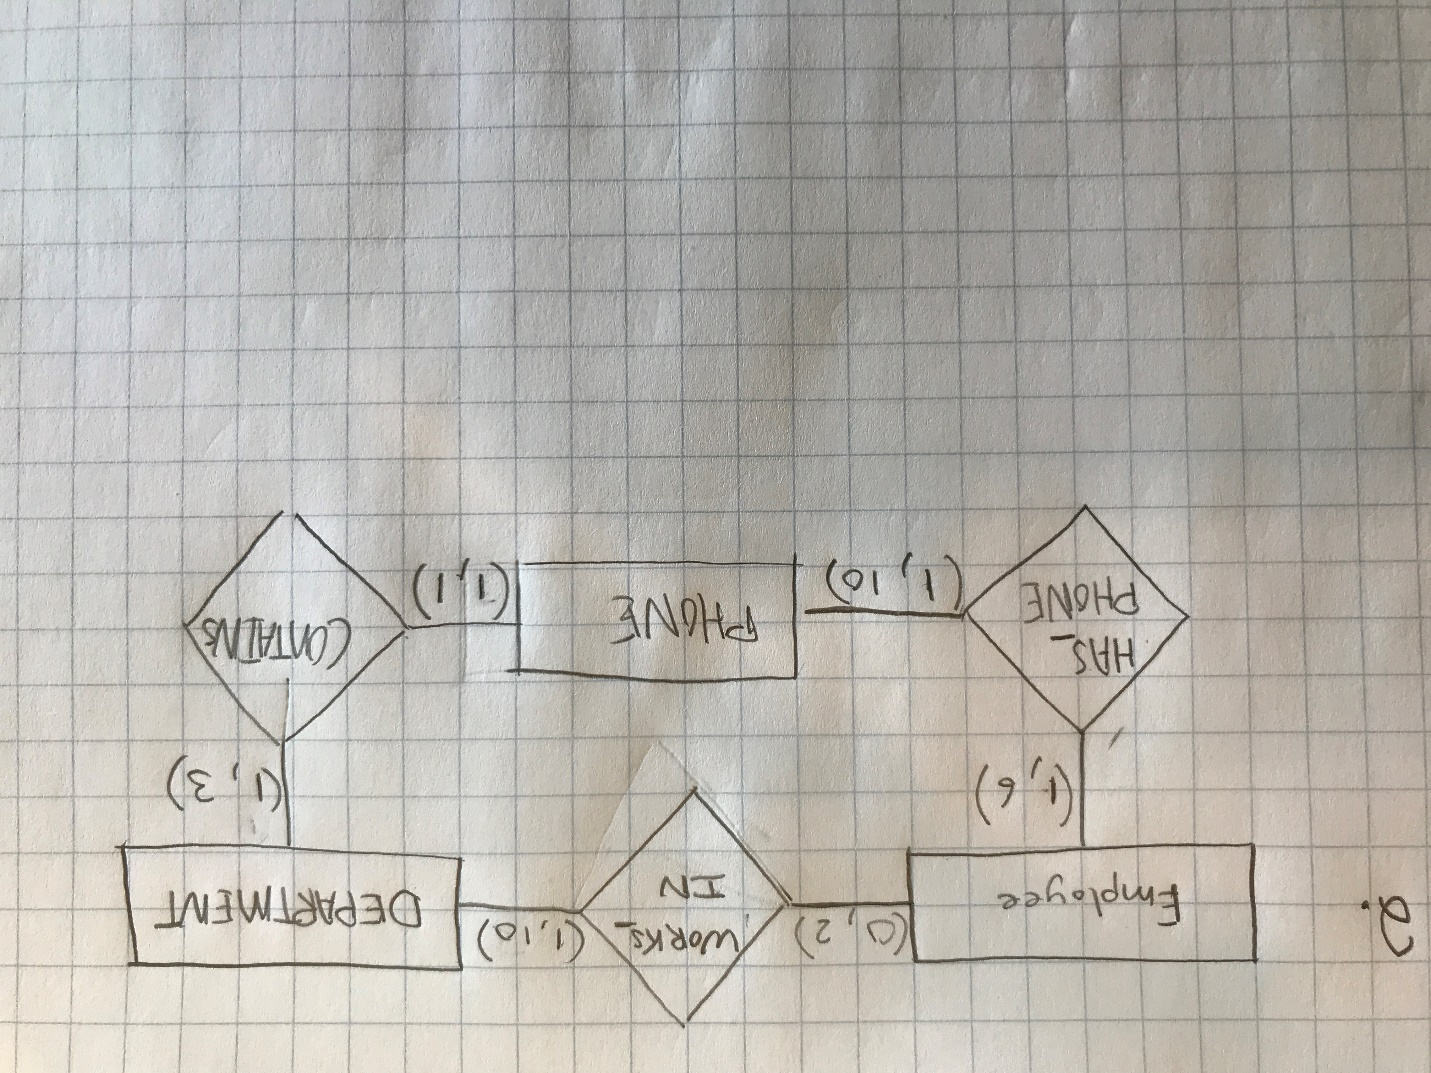 2.
Employee
(0,2)
WORKS_
IN
(1,10)
DEPARTMENT
(1,6)
(1,3)
HAS_
PHONE
(1,10)
PHONE
(1,1)
CONTAINS